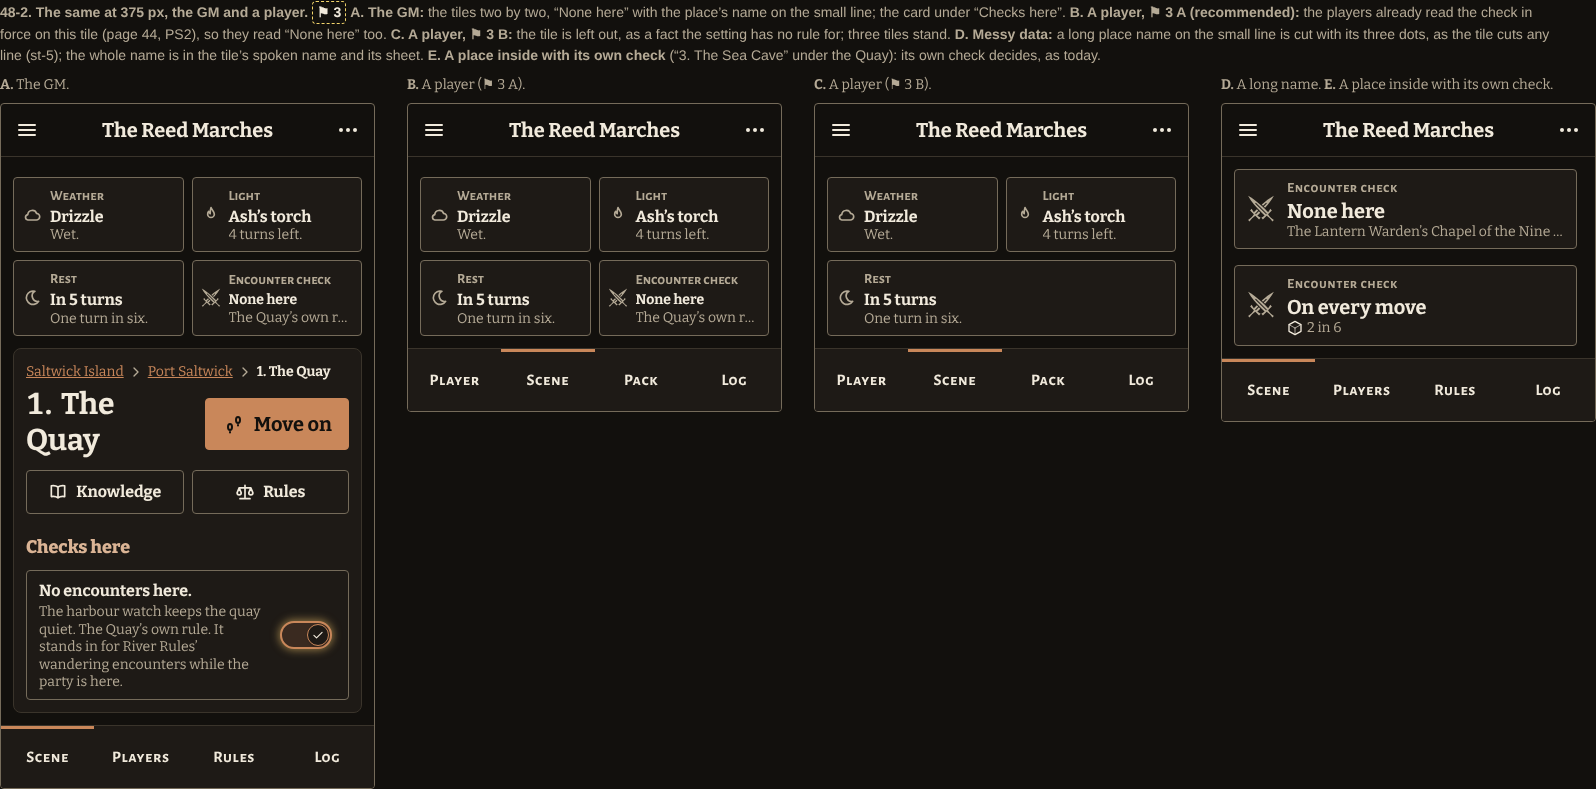 48-2. The same at 375 px, the GM and a player. ⚑ 3 A. The GM: the tiles two by two, “None here” with the place’s name on the small line; the card under “Checks here”. B. A player, ⚑ 3 A (recommended): the players already read the check in
force on this tile (page 44, PS2), so they read “None here” too. C. A player, ⚑ 3 B: the tile is left out, as a fact the setting has no rule for; three tiles stand. D. Messy data: a long place name on the small line is cut with its three dots, as the tile cuts any
line (st-5); the whole name is in the tile’s spoken name and its sheet. E. A place inside with its own check (“3. The Sea Cave” under the Quay): its own check decides, as today.
A. The GM.
The Reed Marches
Weather
Drizzle
Wet.
Light
Ash’s torch
4 turns left.
Rest
In 5 turns
One turn in six.
Encounter check
None here
The Quay’s own r...
Saltwick Island > Port Saltwick > 1. The Quay
1. The
Quay
Move on
Knowledge
Rules
Checks here
No encounters here.
The harbour watch keeps the quay
quiet. The Quay’s own rule. It
stands in for River Rules’
wandering encounters while the
party is here.
Scene Players Rules Log
B. A player (⚑ 3 A).
The Reed Marches
Weather
Drizzle
Wet.
Light
Ash’s torch
4 turns left.
Rest
In 5 turns
One turn in six.
Encounter check
None here
The Quay’s own r...
Player Scene Pack Log
C. A player (⚑ 3 B).
The Reed Marches
Weather
Drizzle
Wet.
Light
Ash’s torch
4 turns left.
Rest
In 5 turns
One turn in six.
Player Scene Pack Log
D. A long name. E. A place inside with its own check.
The Reed Marches
Encounter check
None here
The Lantern Warden’s Chapel of the Nine ...
Encounter check
On every move
2 in 6
Scene Players Rules Log